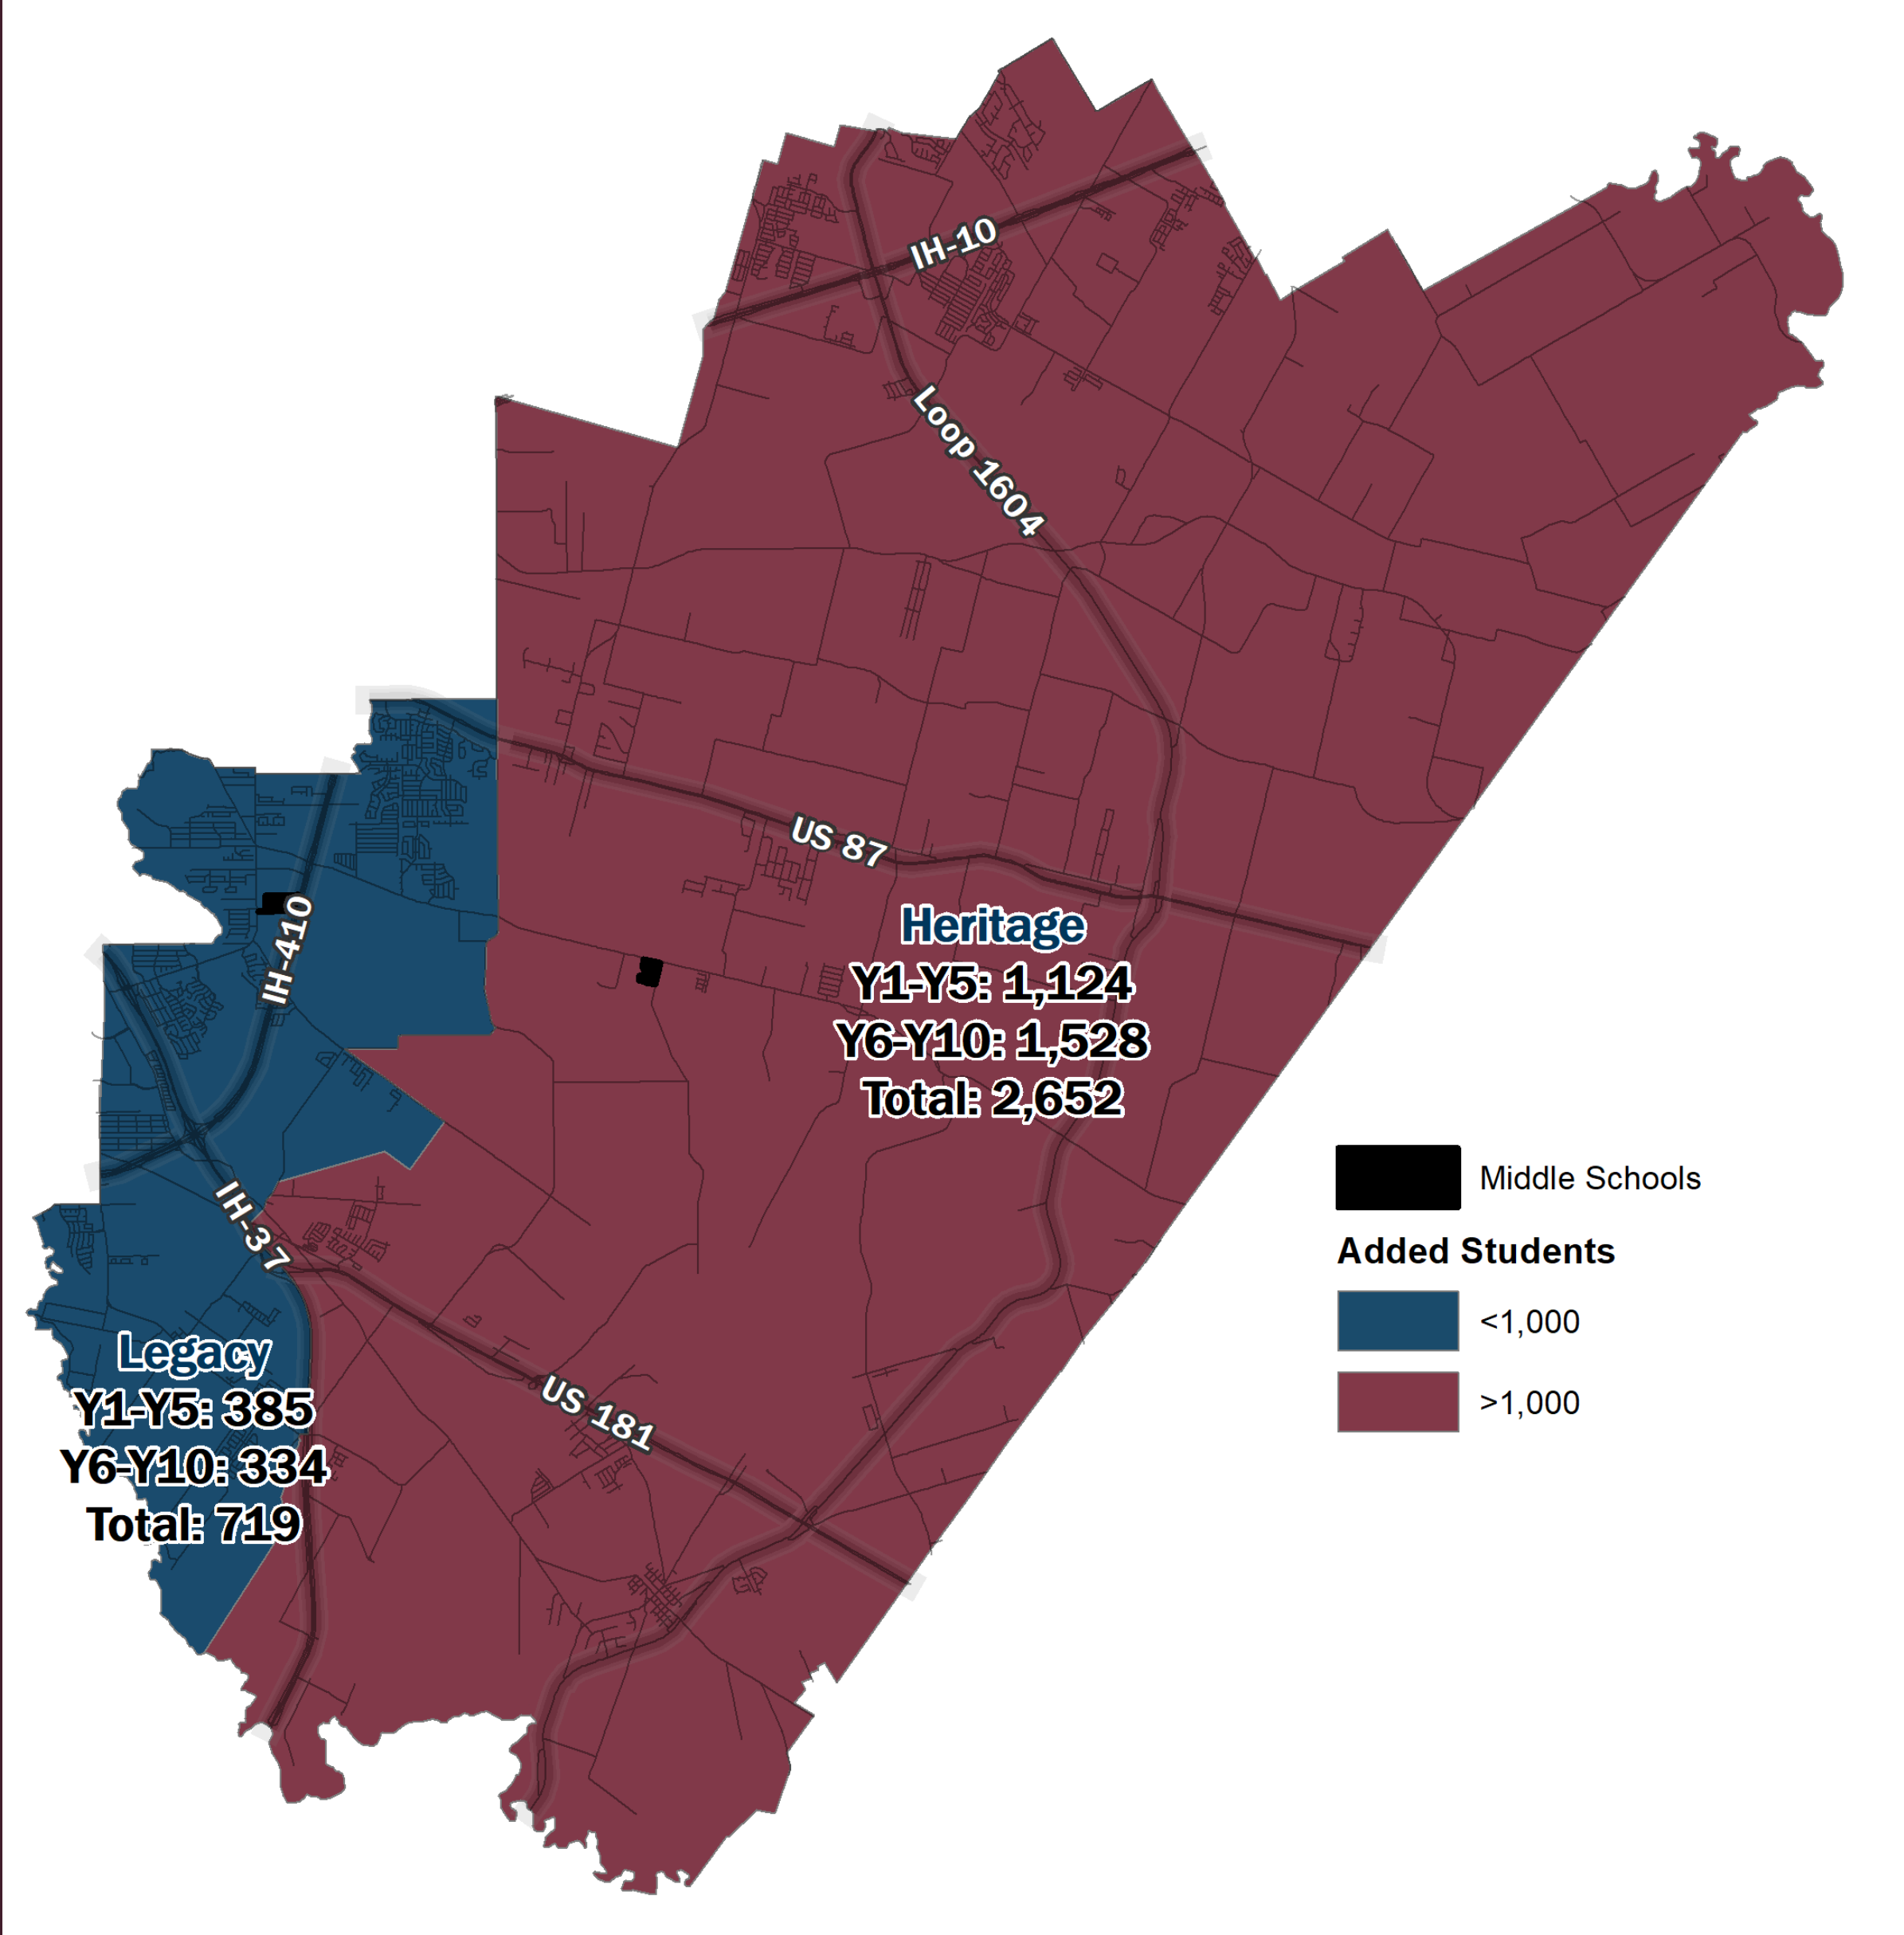 IH-10
Loop 1604
US 87
Heritage
Y1-Y5: 1,124
Y6-Y10: 1,528
Total: 2,652
IH-410
IH-37
Middle Schools
Added Students
<1,000
>1,000
Legacy
Y1-Y5: 385
Y6-Y10: 334
Total: 719
US 181